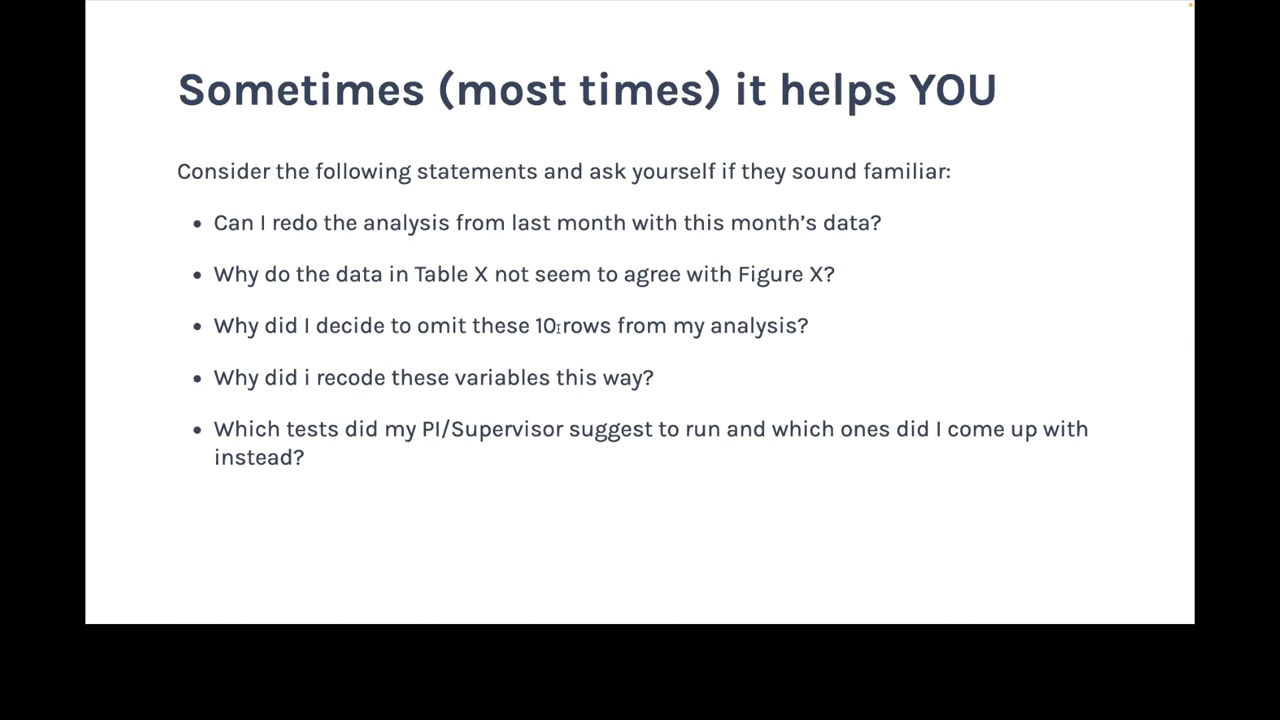 Sometimes (most times) it helps YOU
Consider the following statements and ask yourself if they sound familiar:
• Can I redo the analysis from last month with this month’s data?
• Why do the data in Table X not seem to agree with Figure X?
• Why did I decide to omit these 10 rows from my analysis?
• Why did i recode these variables this way?
• Which tests did my PI/Supervisor suggest to run and which ones did I come up with
instead?